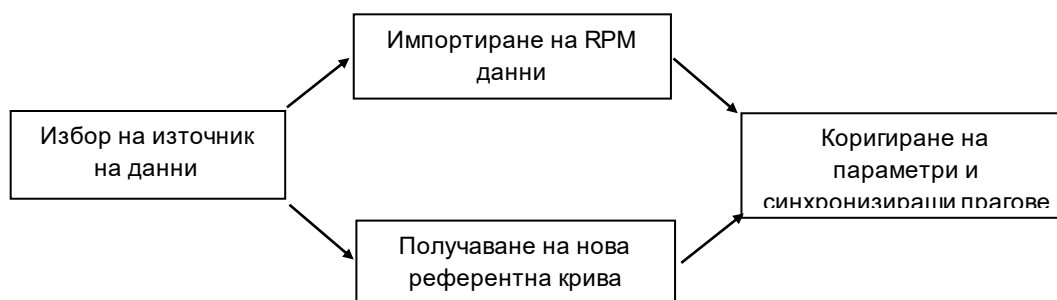 Импортиране на RPM
данни
Избор на източник
на данни
Коригиране на
параметри и
синхронизиращи прагове
Получаване на нова
референтна крива